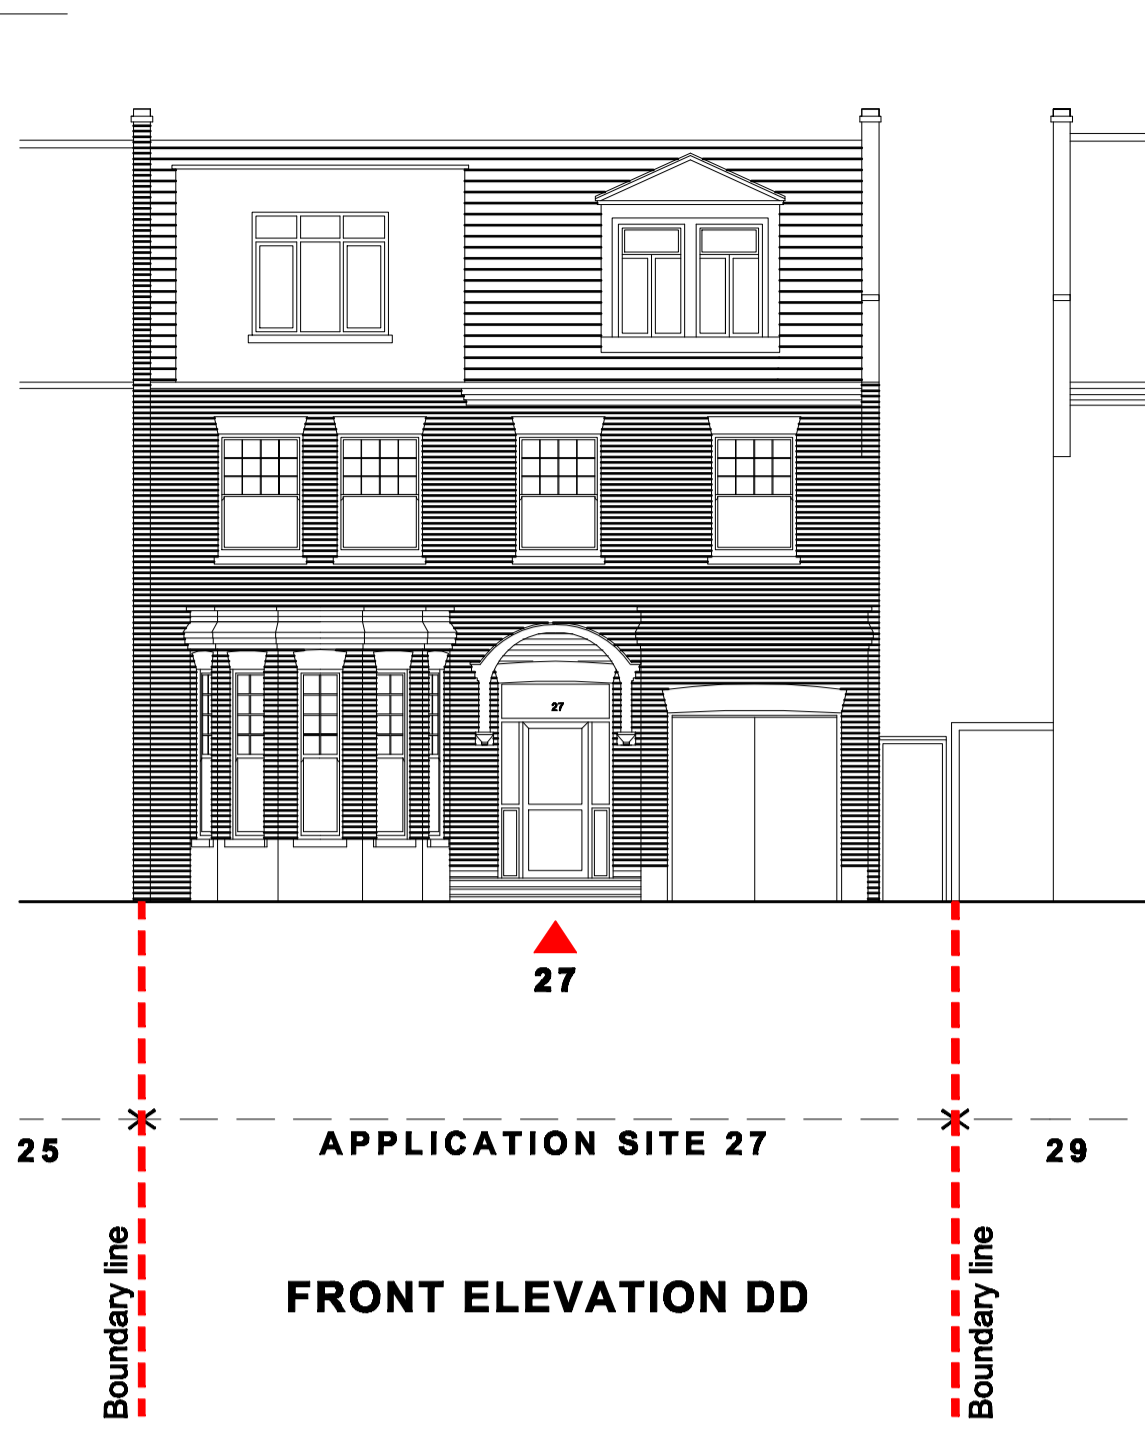 27
27
25
APPLICATION SITE 27
29
Boundary line
Boundary line
FRONT ELEVATION DD